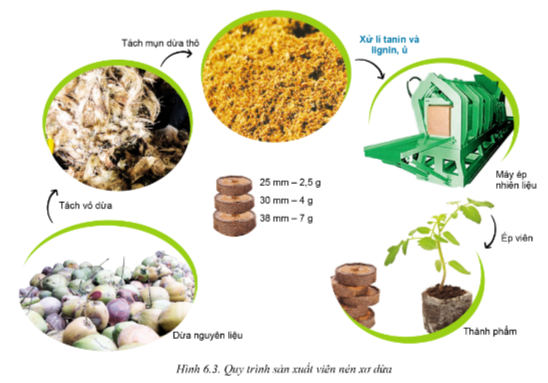 Tách mụn dừa thô
Xử lí tanin và
lignin, ủ
Máy ép
nhiên liệu
25 mm – 2,5 g
30 mm – 4 g
38 mm – 7 g
Tách vỏ dừa
Ép viên
Dừa nguyên liệu
Thành phẩm
Hình 6.3. Quy trình sản xuất viên nén xơ dừa